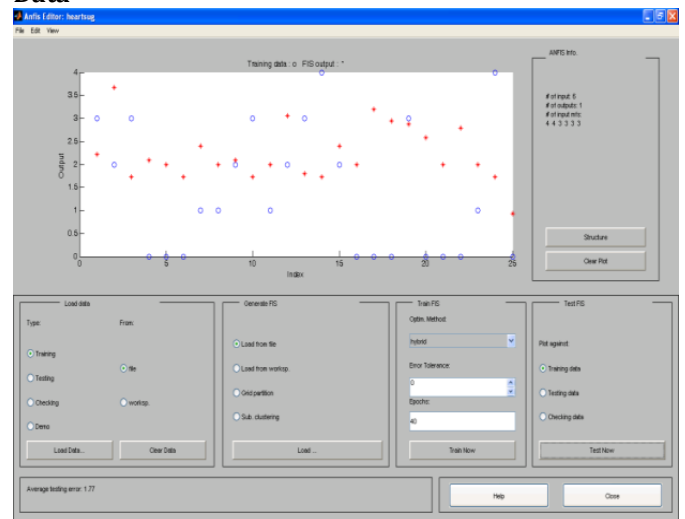 Data
Anfis Editor: heartsug
File Edit View
Training data : o FIS output : *
4
3.5
3
2.5
2
1.5
1
0.5
0
Output
0 5 10 15 20 25
Index
ANFIS Info.
# of input: 6
# of outputs: 1
# of input mfs:
4 4 3 3 3 3
Structure
Clear Plot
Load data
Type:
From:
Training
Testing
Checking
Demo
file
worksp.
Load Data...
Clear Data
Generate FIS
Load from file
Load from worksp.
Grid partition
Sub. clustering
Load ...
Train FIS
Optim. Method:
hybrid
Error Tolerance:
0
Epochs:
40
Train Now
Test FIS
Plot against:
Training data
Testing data
Checking data
Test Now
Average testing error: 1.77
Help
Close